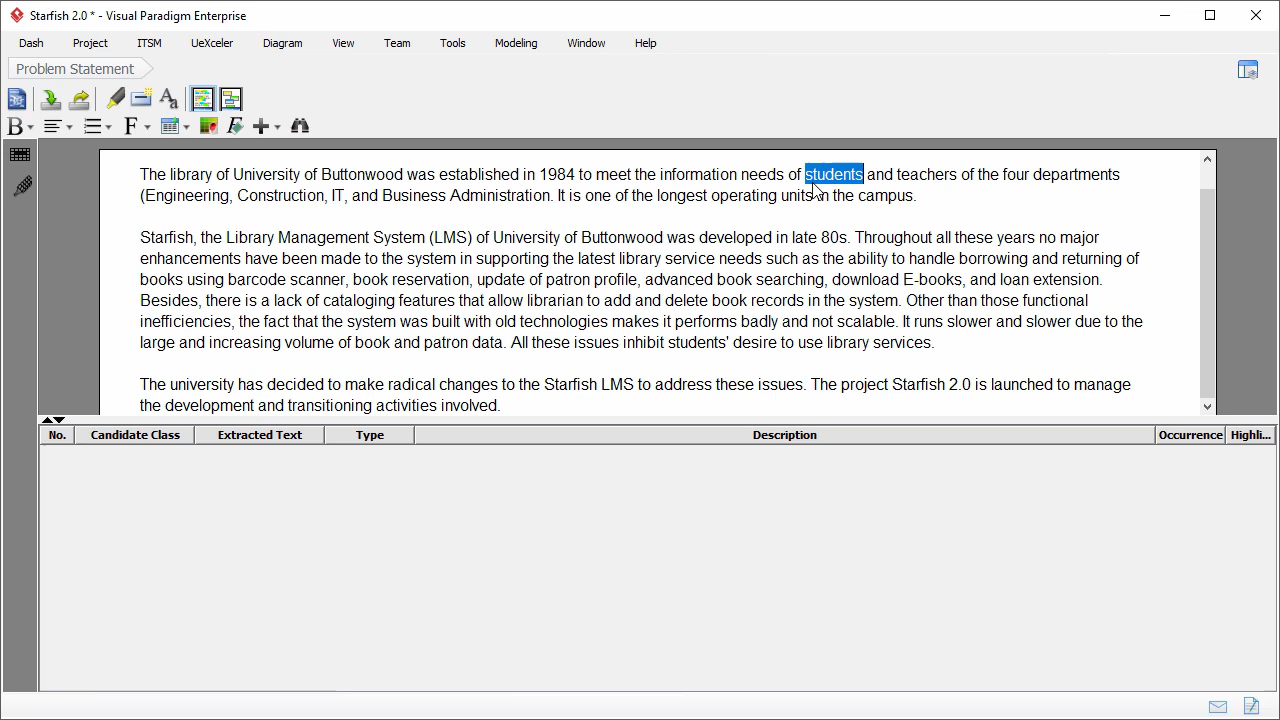 Starfish 2.0 * - Visual Paradigm Enterprise
Dash Project ITSM UeXceler Diagram View Team Tools Modeling Window Help
Problem Statement
The library of University of Buttonwood was established in 1984 to meet the information needs of students and teachers of the four departments
(Engineering, Construction, IT, and Business Administration. It is one of the longest operating units in the campus.
Starfish, the Library Management System (LMS) of University of Buttonwood was developed in late 80s. Throughout all these years no major
enhancements have been made to the system in supporting the latest library service needs such as the ability to handle borrowing and returning of
books using barcode scanner, book reservation, update of patron profile, advanced book searching, download E-books, and loan extension.
Besides, there is a lack of cataloging features that allow librarian to add and delete book records in the system. Other than those functional
inefficiencies, the fact that the system was built with old technologies makes it performs badly and not scalable. It runs slower and slower due to the
large and increasing volume of book and patron data. All these issues inhibit students' desire to use library services.
The university has decided to make radical changes to the Starfish LMS to address these issues. The project Starfish 2.0 is launched to manage
the development and transitioning activities involved.
No. Candidate Class Extracted Text Type Description Occurrence Highli...